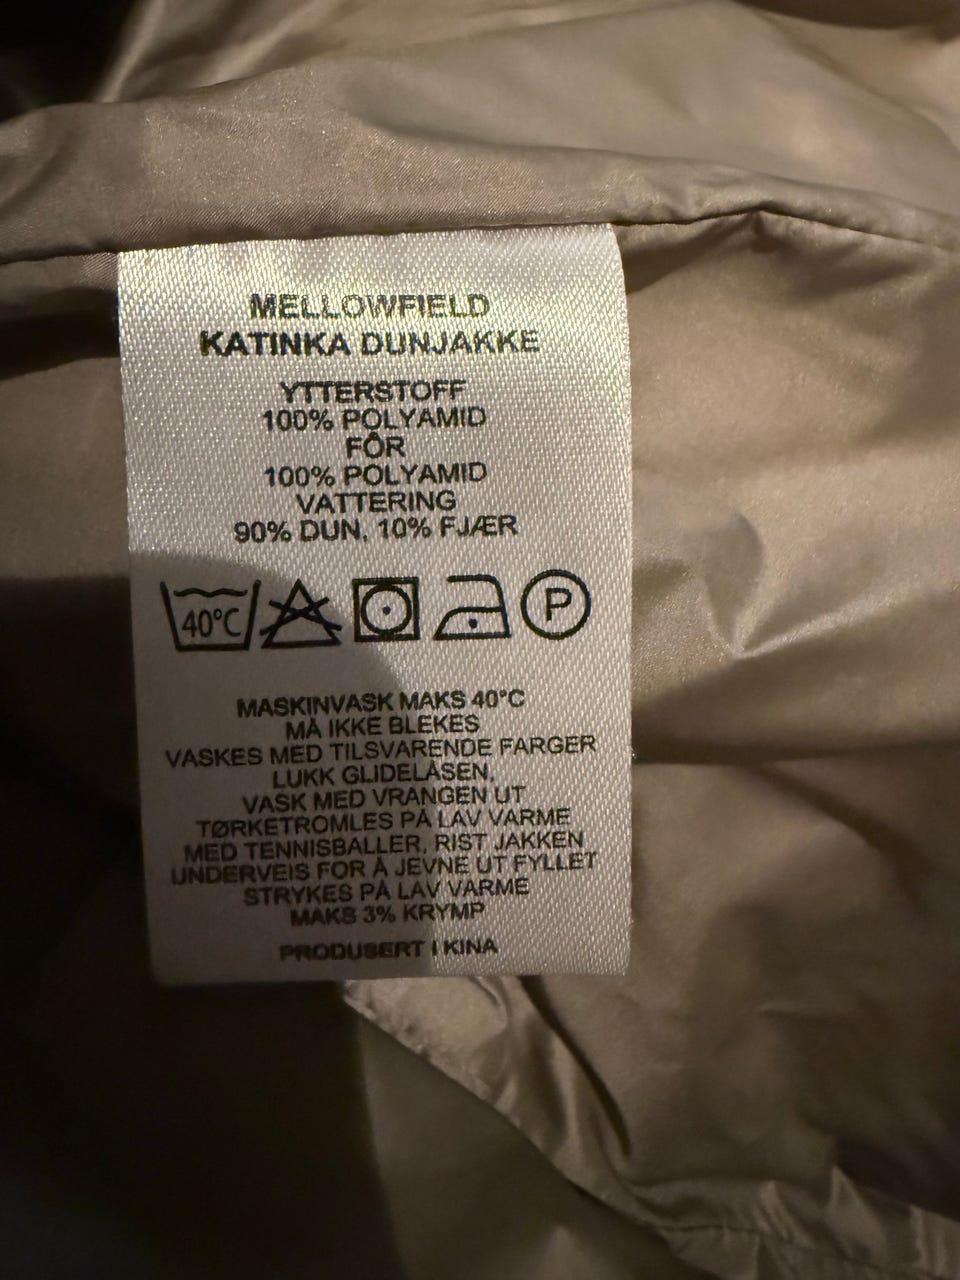 MELLOWFIELD
KATINKA DUNJAKKE
YTTERSTOFF
100% POLYAMID
FÔR
100% POLYAMID
VATTERING
90% DUN, 10% FJÆR
40°C P
MASKINVASK MAKS 40°C
MÅ IKKE BLEKES
VASKES MED TILSVARENDE FARGER
LUKK GLIDELÅSEN,
VASK MED VRANGEN UT
TØRKETROMLES PÅ LAV VARME
MED TENNISBALLER, RIST JAKKEN
UNDERVEIS FOR Å JEVNE UT FYLLET
STRYKES PÅ LAV VARME
MAKS 3% KRYMP
PRODUSERT I KINA